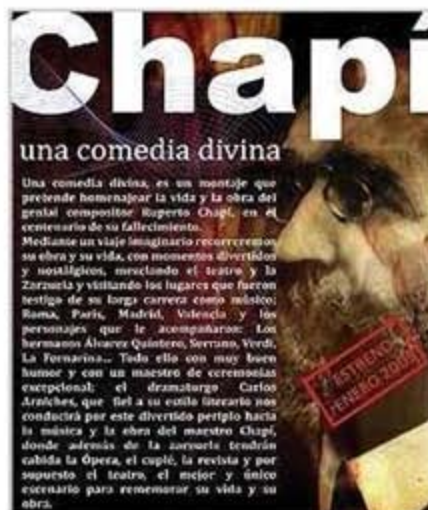 Chapí
una comedia divina
Una comedia divina, es un montaje que
pretende homenajear la vida y la obra del
genial compositor Ruperto Chapí, en el
centenario de su fallecimiento.
Mediante un viaje imaginario recorreremos
su obra y su vida, con momentos divertidos
y nostálgicos, mezclando el teatro y la
Zarzuela y visitando los lugares que fueron
testigo de su larga carrera como músico:
Roma, París, Madrid, Valencia y los
personajes que le acompañaron: Los
hermanos Álvarez Quintero, Serrano, Verdi,
La Fornarina... Todo ello con muy buen
humor y con un maestro de ceremonias
excepcional: el dramaturgo Carlos
Arniches, que fiel a su estilo literario nos
conducirá por este divertido periplo hacia
la música y la obra del maestro Chapí,
donde además de la zarzuela tendrán
cabida la Ópera, el cuplé, la revista y por
supuesto el teatro, el mejor y único
escenario para rememorar su vida y su
obra.
ESTRENO
ENERO